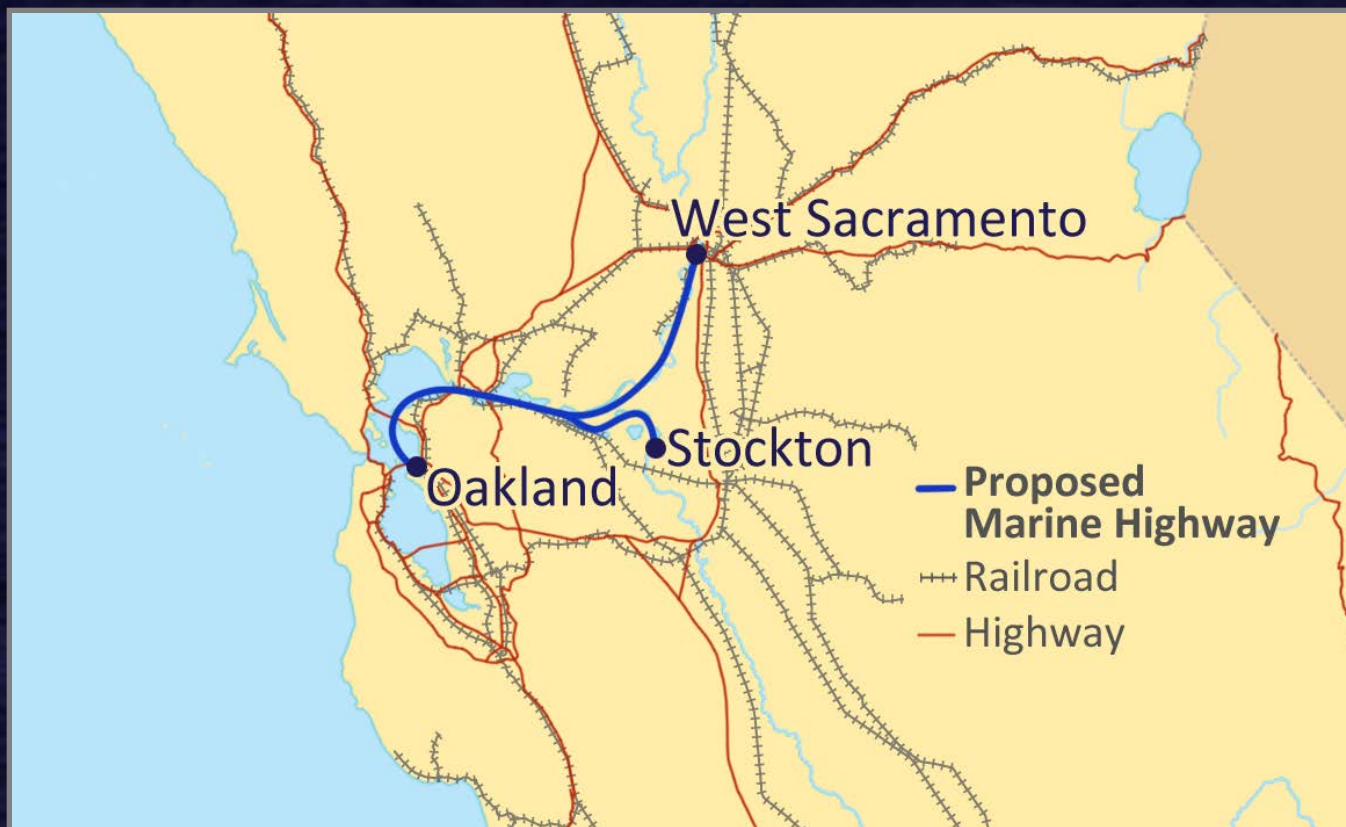 West Sacramento
Stockton
Oakland
Proposed
Marine Highway
Railroad
Highway